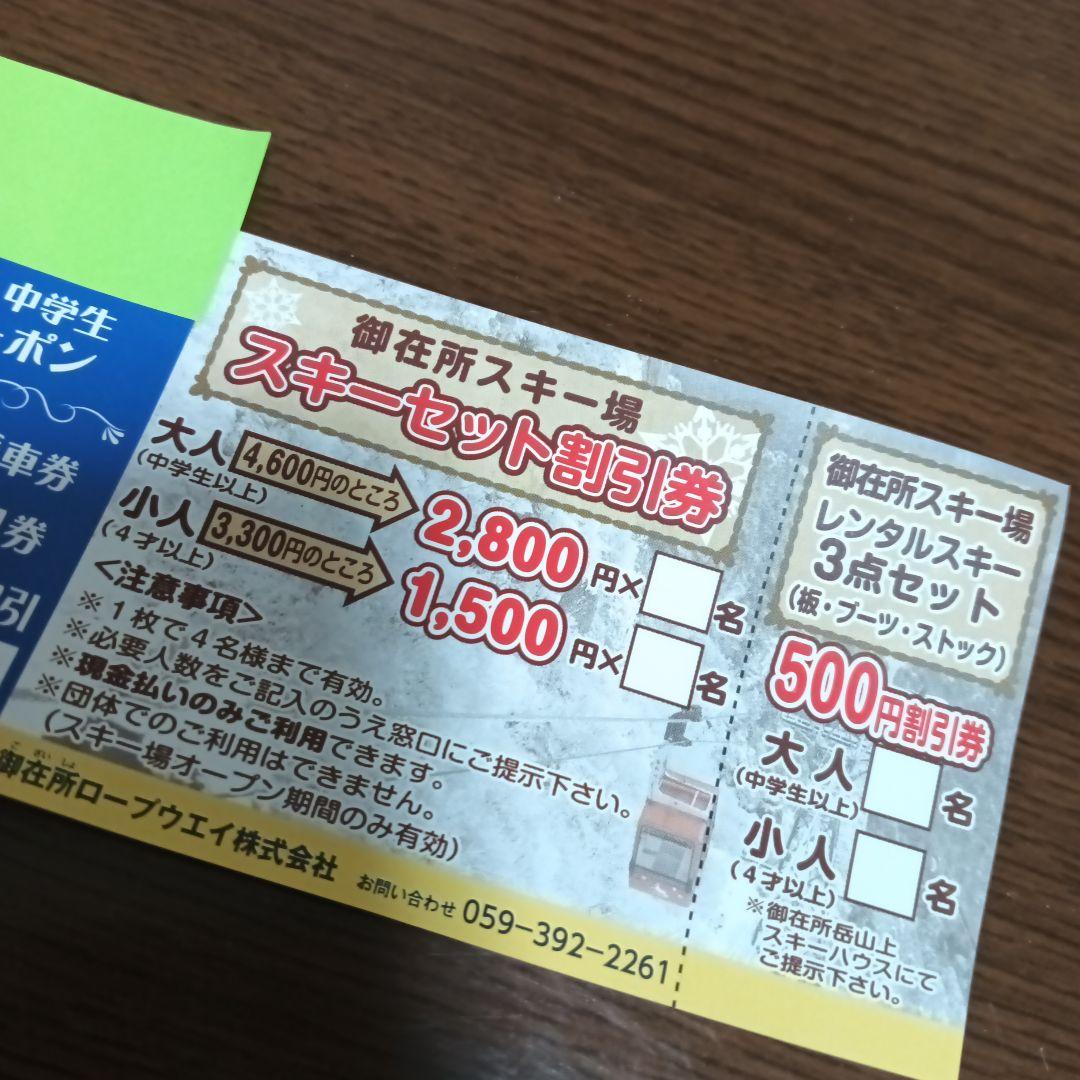 中学生
ーポン
車券
券
引
御在所スキー場
スキーセット割引券
大人
(中学生以上)
4,600円のところ
2,800円×
名
小人
(4才以上)
3,300円のところ
1,500円×
名
<注意事項>
※1枚で4名様まで有効。
※必要人数をご記入のうえ窓口にご提示下さい。
※現金払いのみご利用できます。
※団体でのご利用はできません。
(スキー場オープン期間のみ有効)
ございしょ
御在所ロープウエイ株式会社
お問い合わせ 059-392-2261
御在所スキー場
レンタルスキー
3点セット
(板・ブーツ・ストック)
500円割引券
大人
(中学生以上)
名
小人
(4才以上)
名
※御在所岳山上
スキーハウスにて
ご提示下さい。